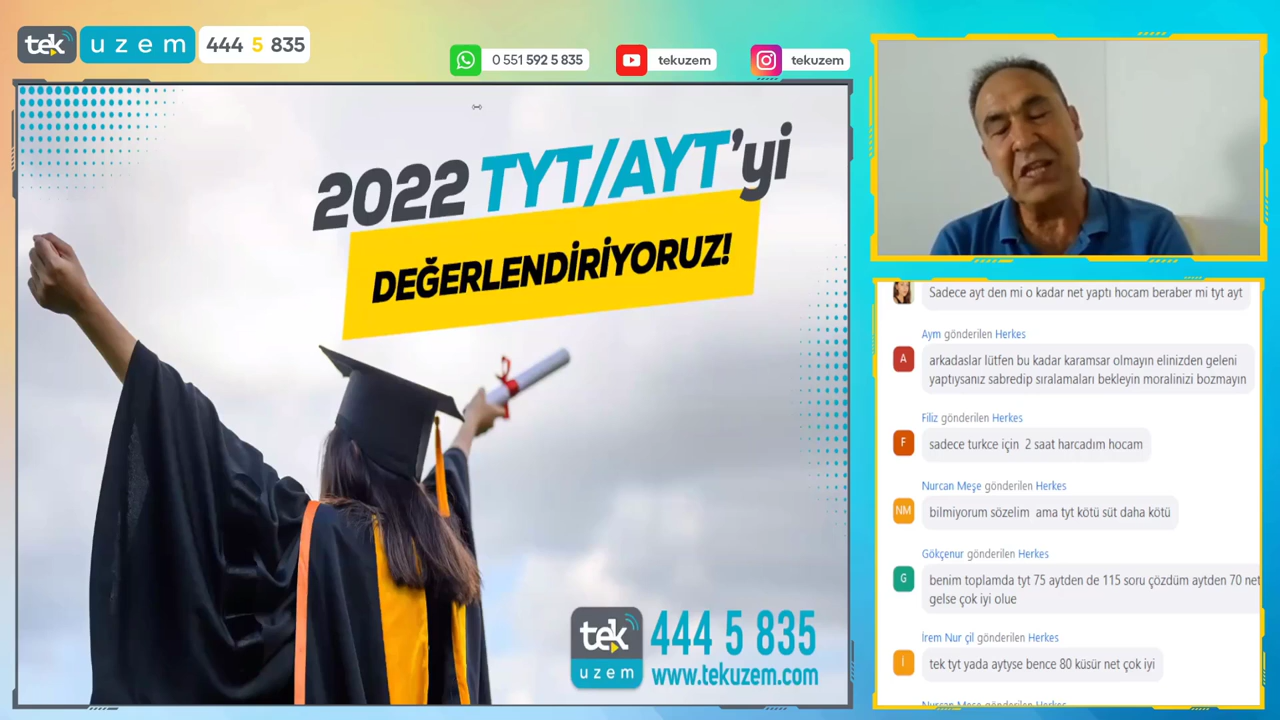 tek uzem 444 5 835
0 551 592 5 835
tekuzem
tekuzem
2022 TYT/AYT'yi
DEĞERLENDİRİYORUZ!
tek
uzem
444 5 835
www.tekuzem.com
Sadece ayt den mi o kadar net yaptı hocam beraber mi tyt ayt
Aym gönderilen Herkes
A
arkadaslar lütfen bu kadar karamsar olmayın elinizden geleni
yaptıysanız sabredip sıralamaları bekleyin moralinizi bozmayın
Filiz gönderilen Herkes
F
sadece turkce için 2 saat harcadım hocam
Nurcan Meşe gönderilen Herkes
NM
bilmiyorum sözelim ama tyt kötü süt daha kötü
Gökçenur gönderilen Herkes
G
benim toplamda tyt 75 aytden de 115 soru çözdüm aytden 70 net
gelse çok iyi olue
İrem Nur çil gönderilen Herkes
İ
tek tyt yada aytyse bence 80 küsür net çok iyi
Nurcan Meşe gönderilen Herkes